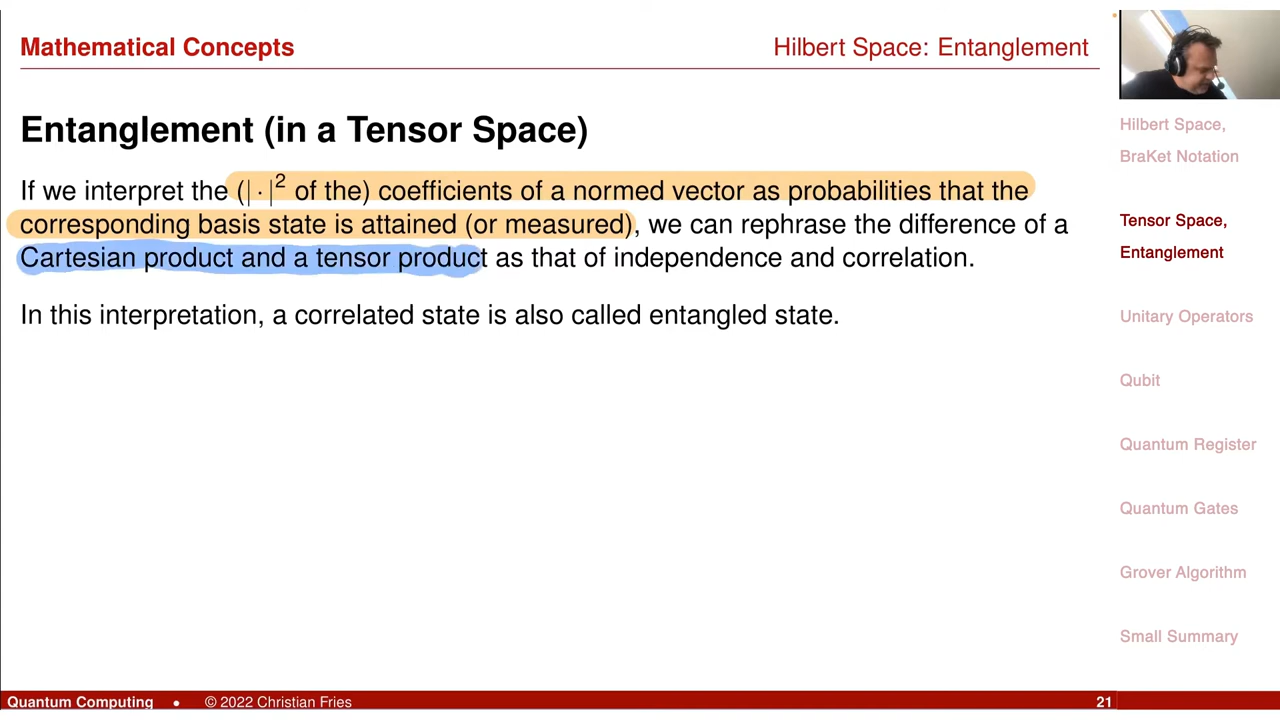 Mathematical Concepts
Hilbert Space: Entanglement
Entanglement (in a Tensor Space)
If we interpret the (| · |² of the) coefficients of a normed vector as probabilities that the
corresponding basis state is attained (or measured), we can rephrase the difference of a
Cartesian product and a tensor product as that of independence and correlation.
In this interpretation, a correlated state is also called entangled state.
Hilbert Space,
BraKet Notation
Tensor Space,
Entanglement
Unitary Operators
Qubit
Quantum Register
Quantum Gates
Grover Algorithm
Small Summary
Quantum Computing • © 2022 Christian Fries
21